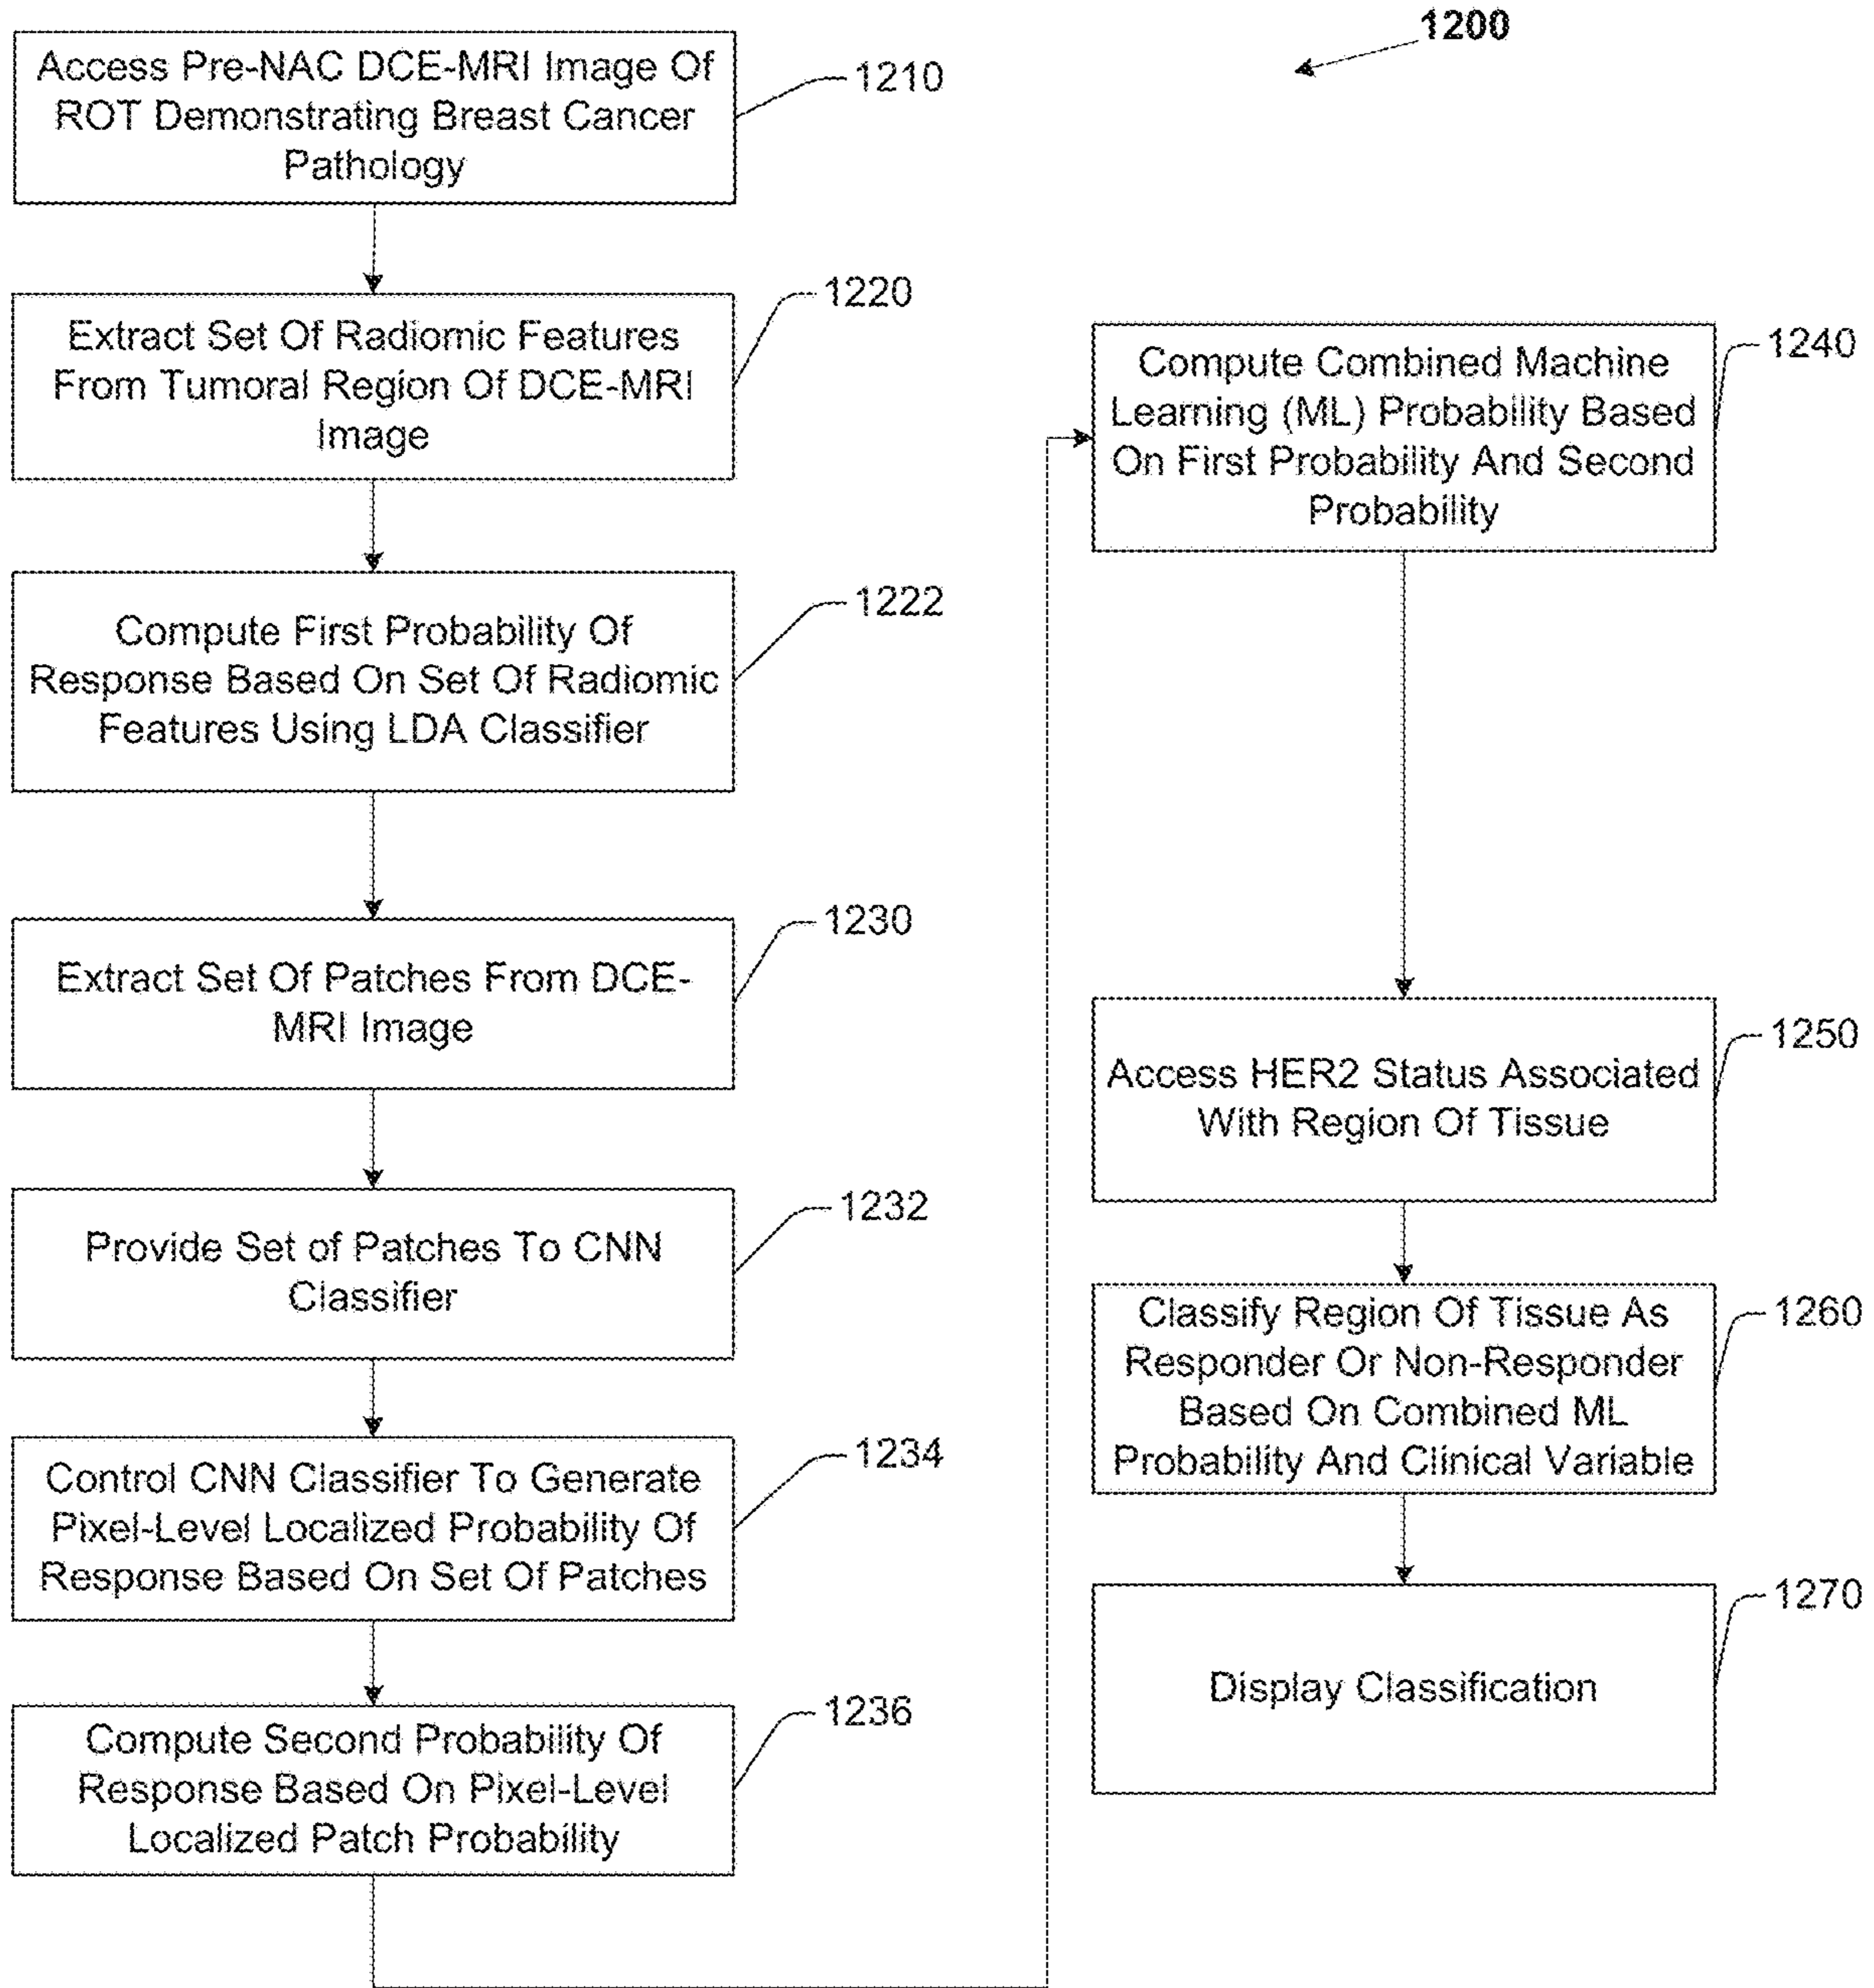 1200
Access Pre-NAC DCE-MRI Image Of
ROT Demonstrating Breast Cancer
Pathology
1210
Extract Set Of Radiomic Features
From Tumoral Region Of DCE-MRI
Image
1220
Compute First Probability Of
Response Based On Set Of Radiomic
Features Using LDA Classifier
1222
Extract Set Of Patches From DCE-
MRI Image
1230
Provide Set of Patches To CNN
Classifier
1232
Control CNN Classifier To Generate
Pixel-Level Localized Probability Of
Response Based On Set Of Patches
1234
Compute Second Probability Of
Response Based On Pixel-Level
Localized Patch Probability
1236
Compute Combined Machine
Learning (ML) Probability Based
On First Probability And Second
Probability
1240
Access HER2 Status Associated
With Region Of Tissue
1250
Classify Region Of Tissue As
Responder Or Non-Responder
Based On Combined ML
Probability And Clinical Variable
1260
Display Classification
1270